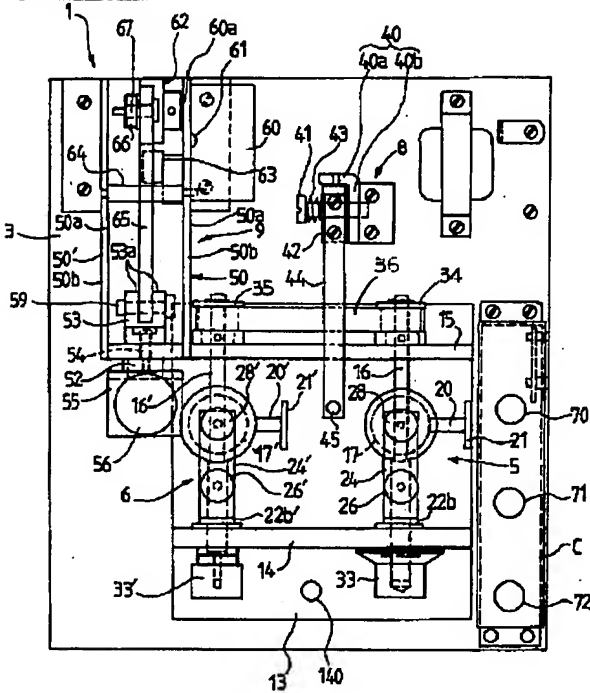 1 67 62 60a 61 40
40a 40b
66 60 41 43 8
64 63
65 50a
3 50a 9 42
50' 50b 44 36 34
50b 53a 50 35
59
53 15
54
52 16' 28' 20' 21' 28 16 20
55 45 70
56 17' 17 21
24' 24 5
6 26' 26 71
22b' 22b
14 C
33' 33 72
13 140